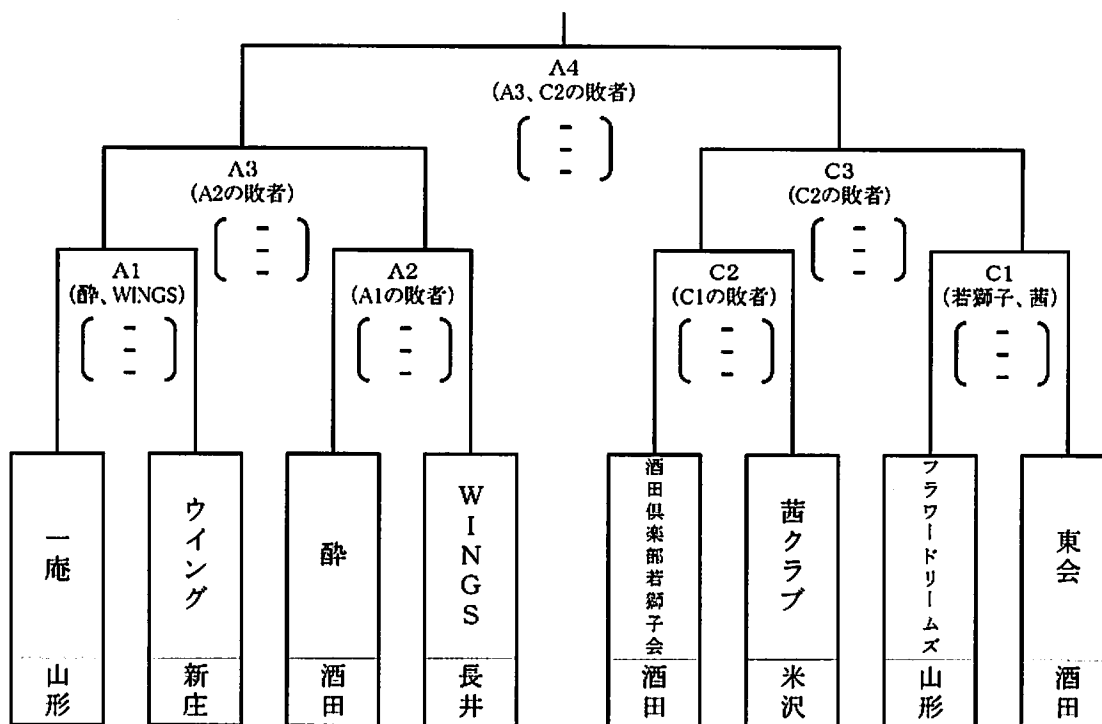 A4
(A3、C2の敗者)
A3
(A2の敗者)
C3
(C2の敗者)
A1
(酔、WINGS)
A2
(A1の敗者)
C2
(C1の敗者)
C1
(若獅子、茜)
一庵
ウイング
酔
WINGS
酒田倶楽部若獅子会
茜クラブ
フラワードリームズ
東会
山形
新庄
酒田
長井
酒田
米沢
山形
酒田